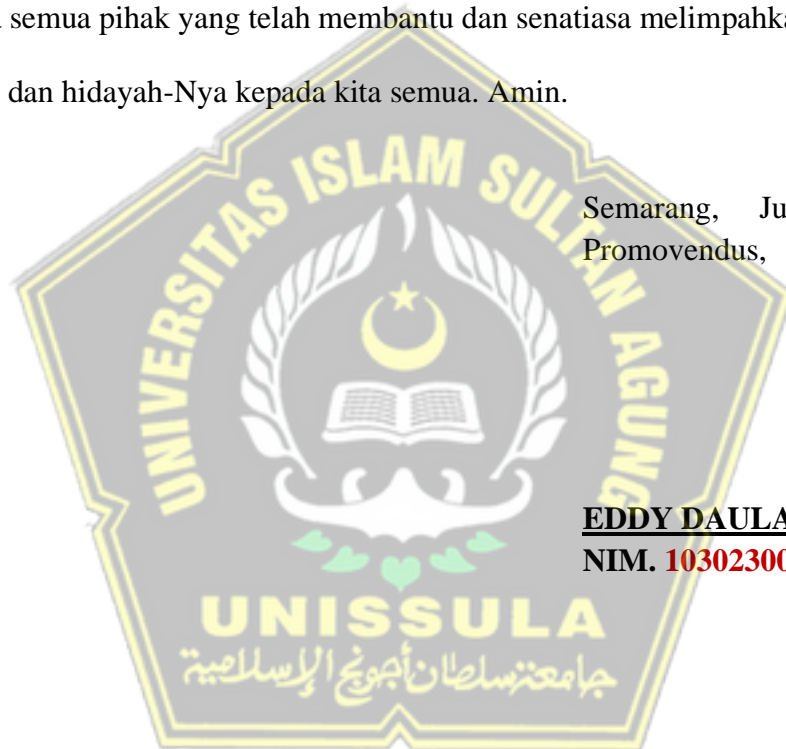 semua pihak yang telah membantu dan senatiasa melimpahka
dan hidayah-Nya kepada kita semua. Amin.
Semarang, Ju
Promovendus,
EDDY DAULA
NIM. 10302300
UNIVERSITAS ISLAM SULTAN AGUNG
UNISSULA
جامعة سلطان أجونج الإسلامية